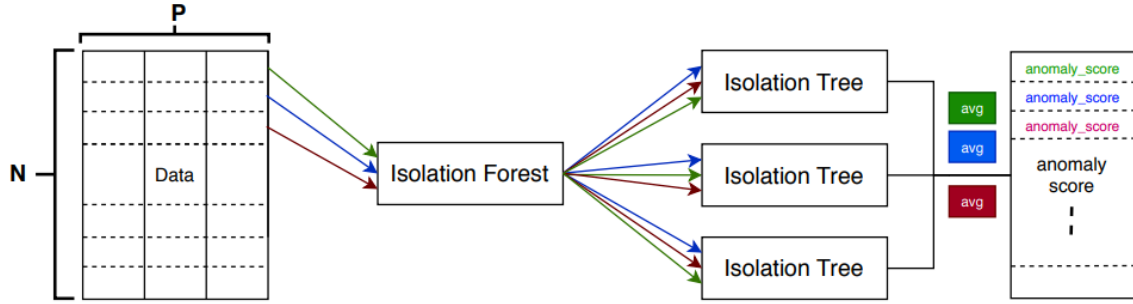 P
N
Data
Isolation Forest
Isolation Tree
Isolation Tree
Isolation Tree
avg
avg
avg
anomaly_score
anomaly_score
anomaly_score
anomaly
score